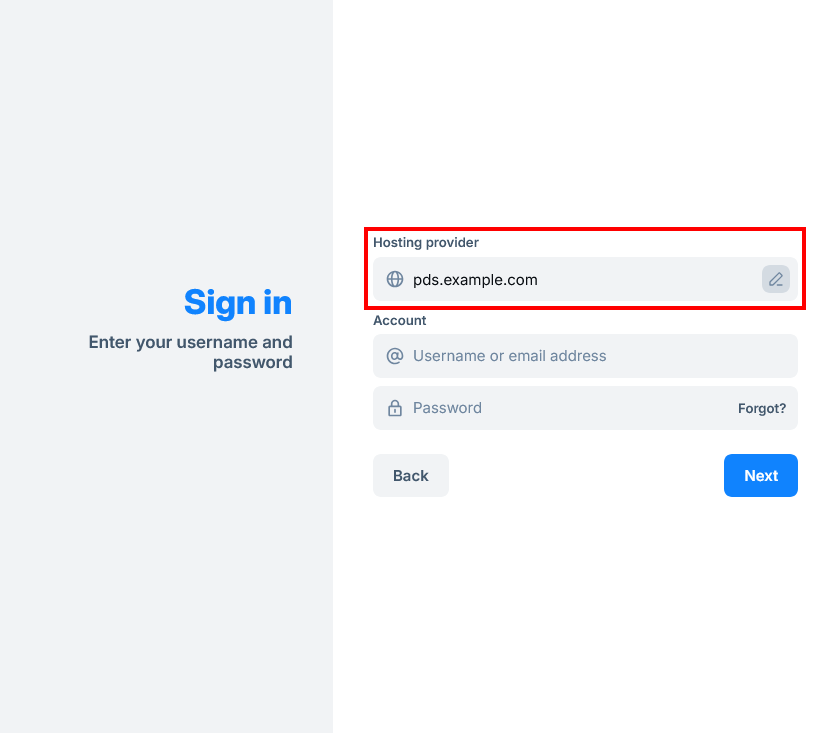 Sign in
Enter your username and
password
Hosting provider
pds.example.com
Account
Username or email address
Password
Forgot?
Back
Next